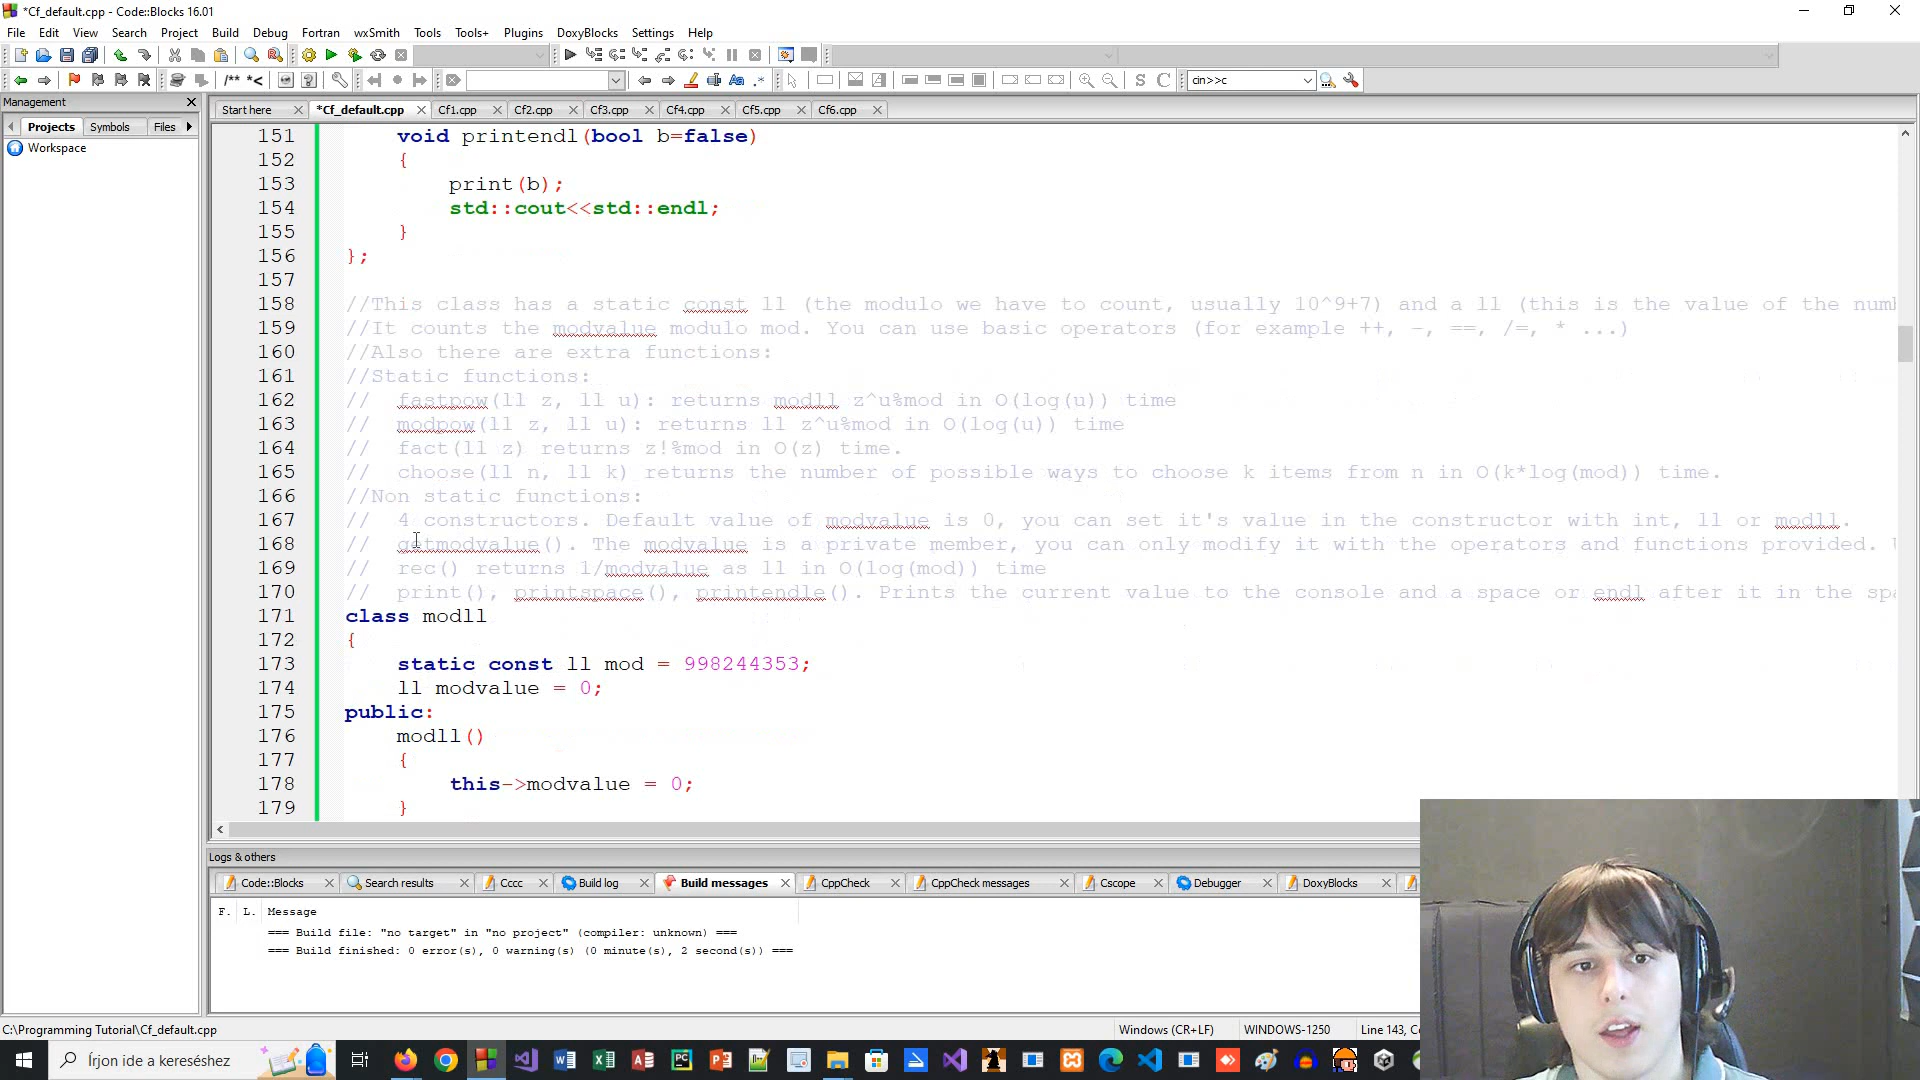 *Cf_default.cpp - Code::Blocks 16.01
File Edit View Search Project Build Debug Fortran wxSmith Tools Tools+ Plugins DoxyBlocks Settings Help
/** *< cin>>c
Management
Start here *Cf_default.cpp Cf1.cpp Cf2.cpp Cf3.cpp Cf4.cpp Cf5.cpp Cf6.cpp
Projects Symbols Files
Workspace
151 void printendl(bool b=false)
152 {
153 print(b);
154 std::cout<<std::endl;
155 }
156 };
157
158 //This class has a static const ll (the modulo we have to count, usually 10^9+7) and a ll (this is the value of the
159 //It counts the modvalue modulo mod. You can use basic operators (for example ++, -, ==, /=, * ...)
160 //Also there are extra functions:
161 //Static functions:
162 // fastpow(ll z, ll u): returns modll z^u%mod in O(log(u)) time
163 // modpow(ll z, ll u): returns ll z^u%mod in O(log(u)) time
164 // fact(ll z) returns z!%mod in O(z) time.
165 // choose(ll n, ll k) returns the number of possible ways to choose k items from n in O(k*log(mod)) time.
166 //Non static functions:
167 // 4 constructors. Default value of modvalue is 0, you can set it's value in the constructor with int, ll or modll.
168 // getmodvalue(). The modvalue is a private member, you can only modify it with the operators and functions provided.
169 // rec() returns 1/modvalue as ll in O(log(mod)) time
170 // print(), printspace(), printendle(). Prints the current value to the console and a space or endl after it in the
171 class modll
172 {
173 static const ll mod = 998244353;
174 ll modvalue = 0;
175 public:
176 modll()
177 {
178 this->modvalue = 0;
179 }
Logs & others
Code::Blocks Search results Cccc Build log Build messages CppCheck CppCheck messages Cscope Debugger DoxyBlocks
F. L. Message
=== Build file: "no target" in "no project" (compiler: unknown) ===
=== Build finished: 0 error(s), 0 warning(s) (0 minute(s), 2 second(s)) ===
C:\Programming Tutorial\Cf_default.cpp Windows (CR+LF) WINDOWS-1250 Line 143,
Írjon ide a kereséshez